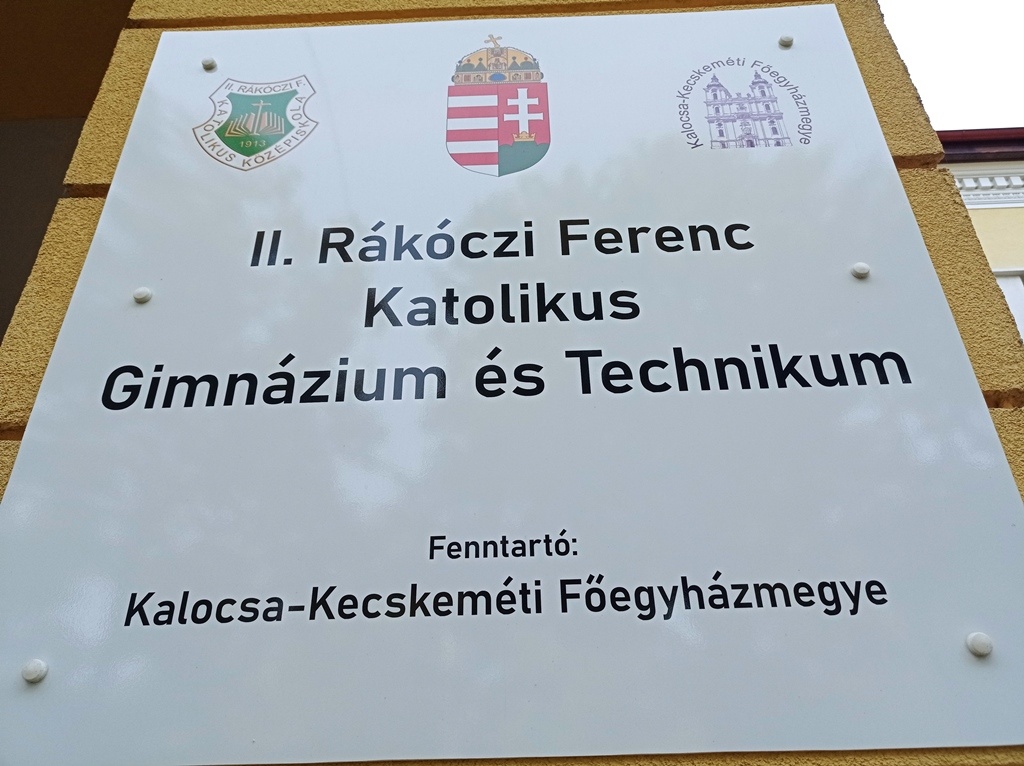 II. RÁKÓCZI F.
KATOLIKUS KÖZÉPISKOLA
1913
Kalocsa-Kecskeméti Főegyházmegye
II. Rákóczi Ferenc
Katolikus
Gimnázium és Technikum
Fenntartó:
Kalocsa-Kecskeméti Főegyházmegye